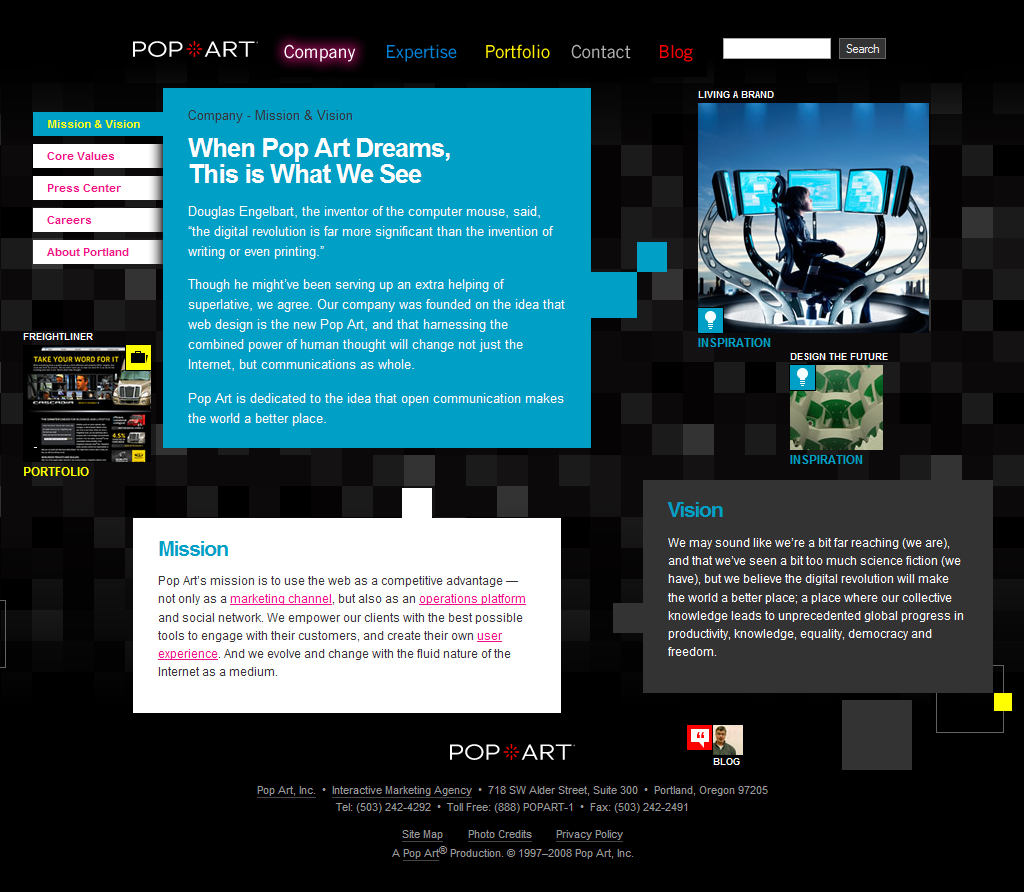 POP ART
Company
Expertise
Portfolio
Contact
Blog
Search
Mission & Vision
Core Values
Press Center
Careers
About Portland
Company - Mission & Vision
When Pop Art Dreams,
This is What We See
Douglas Engelbart, the inventor of the computer mouse, said,
“the digital revolution is far more significant than the invention of
writing or even printing.”
Though he might’ve been serving up an extra helping of
superlative, we agree. Our company was founded on the idea that
web design is the new Pop Art, and that harnessing the
combined power of human thought will change not just the
Internet, but communications as whole.
Pop Art is dedicated to the idea that open communication makes
the world a better place.
LIVING A BRAND
INSPIRATION
DESIGN THE FUTURE
INSPIRATION
FREIGHTLINER
TAKE YOUR WORD FOR IT
CASCADIA
4.5%
PORTFOLIO
Mission
Pop Art’s mission is to use the web as a competitive advantage —
not only as a marketing channel, but also as an operations platform
and social network. We empower our clients with the best possible
tools to engage with their customers, and create their own user
experience. And we evolve and change with the fluid nature of the
Internet as a medium.
Vision
We may sound like we’re a bit far reaching (we are),
and that we’ve seen a bit too much science fiction (we
have), but we believe the digital revolution will make
the world a better place; a place where our collective
knowledge leads to unprecedented global progress in
productivity, knowledge, equality, democracy and
freedom.
POP ART
BLOG
Pop Art, Inc. • Interactive Marketing Agency • 718 SW Alder Street, Suite 300 • Portland, Oregon 97205
Tel: (503) 242-4292 • Toll Free: (888) POPART-1 • Fax: (503) 242-2491
Site Map
Photo Credits
Privacy Policy
A Pop Art® Production. © 1997–2008 Pop Art, Inc.